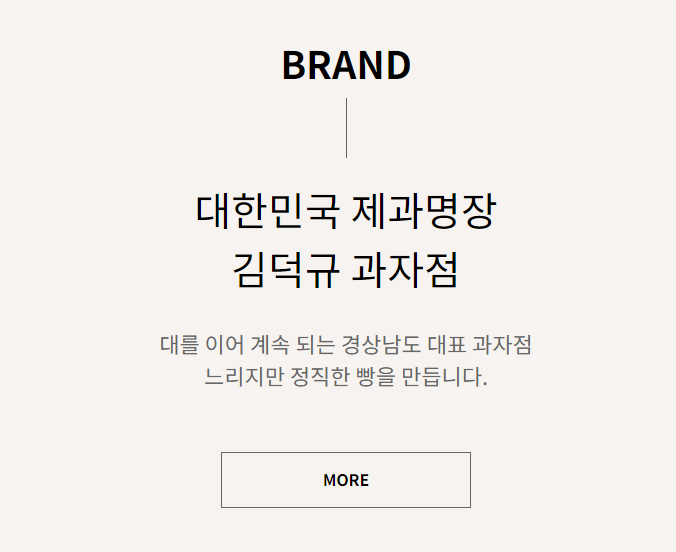 BRAND
대한민국 제과명장
김덕규 과자점
대를 이어 계속 되는 경상남도 대표 과자점
느리지만 정직한 빵을 만듭니다.
MORE